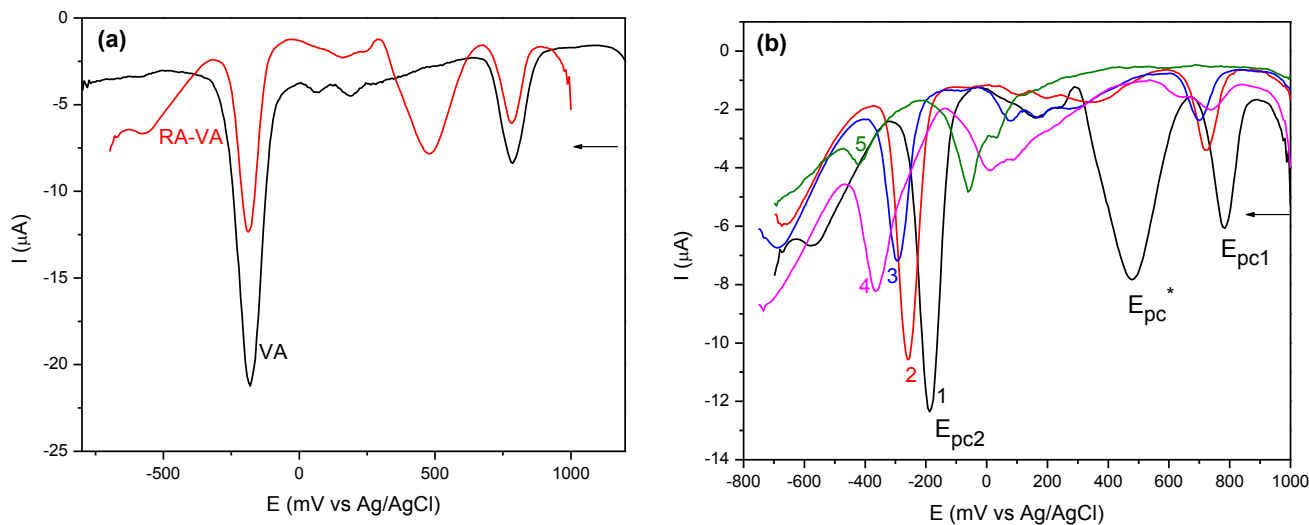 (a)
0
-5
-10
-15
-20
-25
I (μA)
RA-VA
VA
-500
0
500
1000
E (mV vs Ag/AgCl)
(b)
0
-2
-4
-6
-8
-10
-12
-14
I (μA)
5
4
3
2
1
Epc2
Epc*
Epc1
-800 -600 -400 -200 0 200 400 600 800 1000
E (mV vs Ag/AgCl)